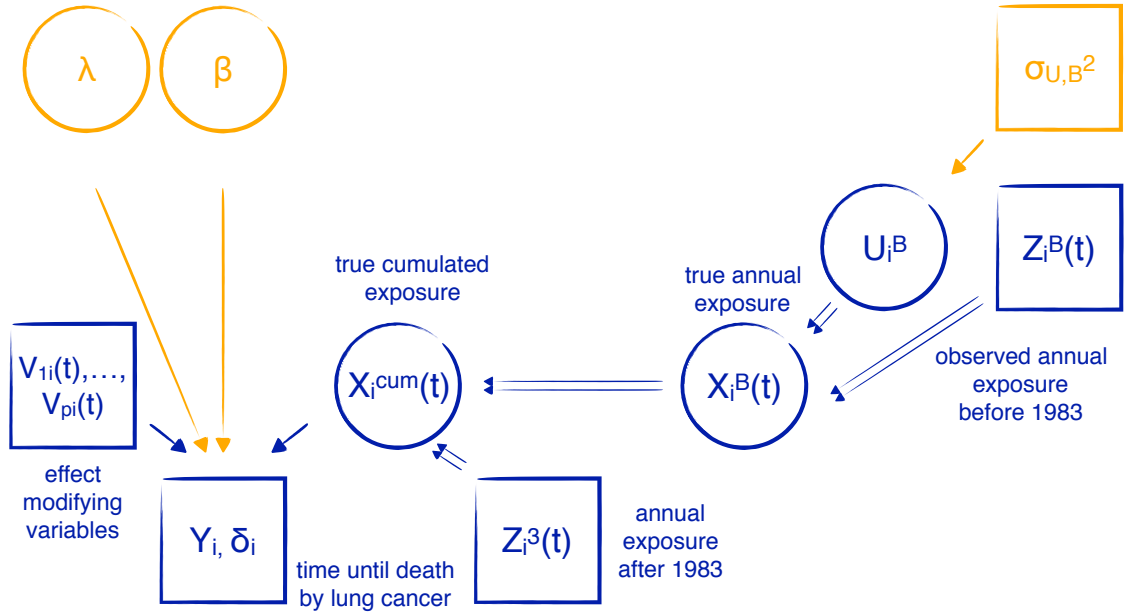 λ
β
σU,B²
UiB
ZiB(t)
true cumulated
exposure
true annual
exposure
V1i(t),…,
Vpi(t)
Xicum(t)
XiB(t)
observed annual
exposure
before 1983
effect
modifying
variables
Yi, δi
time until death
by lung cancer
Zi3(t)
annual
exposure
after 1983